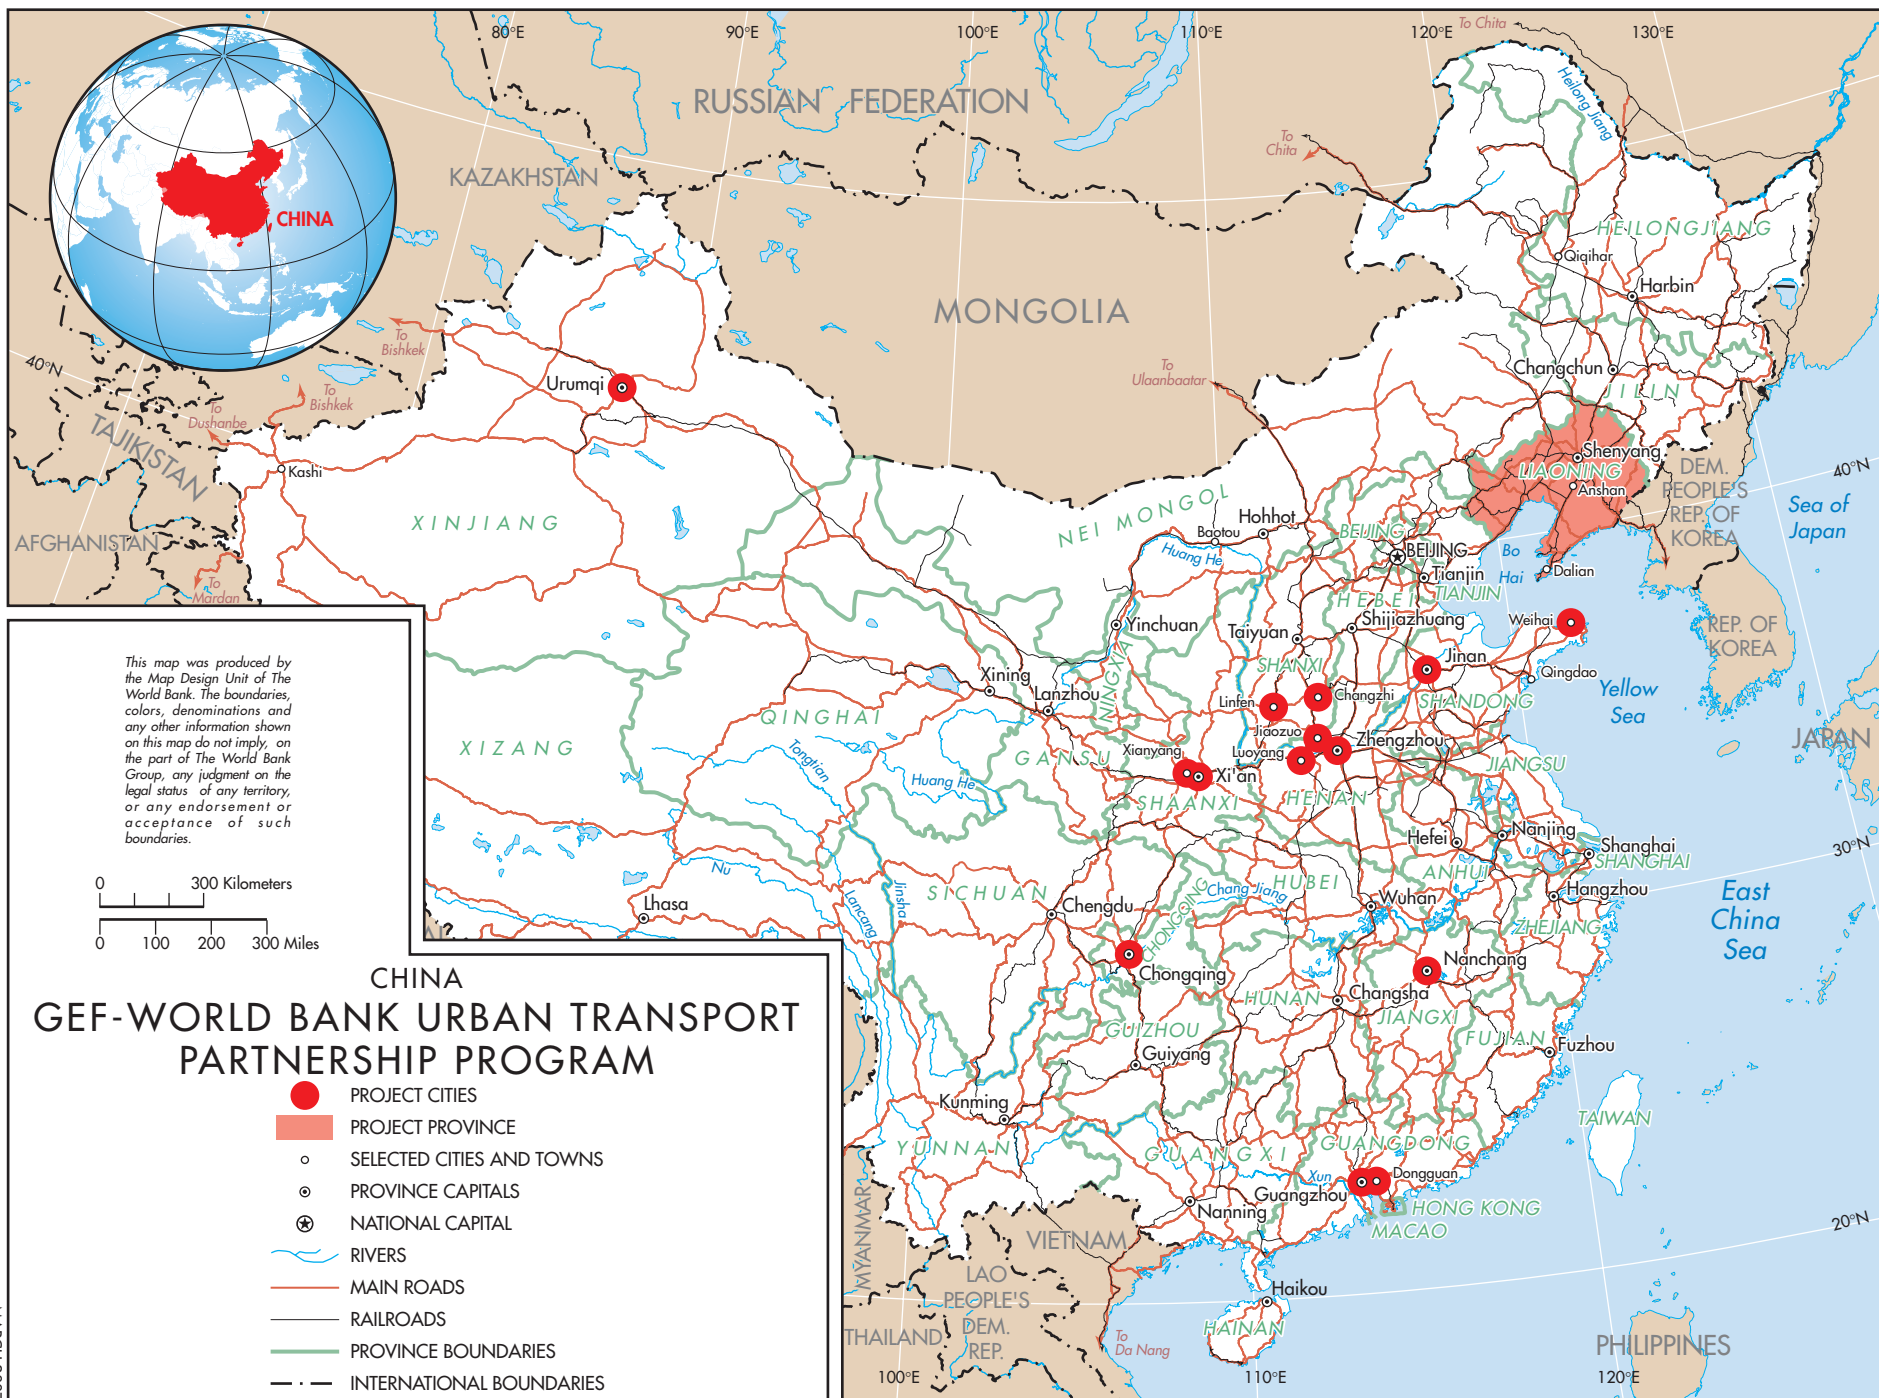 80°E
90°E
100°E
110°E
To Chita
120°E
130°E
RUSSIAN FEDERATION
Heilong Jiang
To
Chita
KAZAKHSTAN
CHINA
HEILONGJIANG
Qiqihar
Harbin
MONGOLIA
To
Bishkek
40°N
To
Ulaanbaatar
Changchun
JILIN
Urumqi
To
Bishkek
To
Dushanbe
TAJIKISTAN
Kashi
Shenyang
LIAONING
Anshan
DEM.
PEOPLE'S
REP. OF
KOREA
40°N
Sea of
Japan
XINJIANG
NEI MONGOL
Hohhot
Baotou
Huang He
BEIJING
BEIJING
AFGHANISTAN
To
Mardan
Bo
Hai
Dalian
Tianjin
TIANJIN
HEBEI
Shijiazhuang
Weihai
REP. OF
KOREA
Yinchuan
Taiyuan
SHANXI
Jinan
Qingdao
NINGXIA
Xining
Lanzhou
Linfen
Changzhi
SHANDONG
Yellow
Sea
QINGHAI
XIZANG
Tongtian
Huang He
GANSU
Xianyang
Xi'an
Jiaozuo
Luoyang
Zhengzhou
JAPAN
JIANGSU
SHAANXI
HENAN
Hefei
Nanjing
Shanghai
SHANGHAI
30°N
This map was produced by
the Map Design Unit of The
World Bank. The boundaries,
colors, denominations and
any other information shown
on this map do not imply, on
the part of The World Bank
Group, any judgment on the
legal status of any territory,
or any endorsement or
acceptance of such
boundaries.
0 300 Kilometers
0 100 200 300 Miles
Nu
Lhasa
Lancang
Jinsha
SICHUAN
Chengdu
CHONGQING
Chang Jiang
HUBEI
ANHUI
Wuhan
Hangzhou
ZHEJIANG
East
China
Sea
Chongqing
Nanchang
HUNAN
Changsha
JIANGXI
GUIZHOU
Guiyang
FUJIAN
Fuzhou
Kunming
TAIWAN
YUNNAN
GUANGXI
GUANGDONG
Xun
Dongguan
Guangzhou
Nanning
HONG KONG
MACAO
20°N
MYANMAR
VIETNAM
LAO
PEOPLE'S
DEM.
REP.
THAILAND
Haikou
HAINAN
To
Da Nang
PHILIPPINES
100°E
110°E
120°E
CHINA
GEF-WORLD BANK URBAN TRANSPORT
PARTNERSHIP PROGRAM
PROJECT CITIES
PROJECT PROVINCE
SELECTED CITIES AND TOWNS
PROVINCE CAPITALS
NATIONAL CAPITAL
RIVERS
MAIN ROADS
RAILROADS
PROVINCE BOUNDARIES
INTERNATIONAL BOUNDARIES